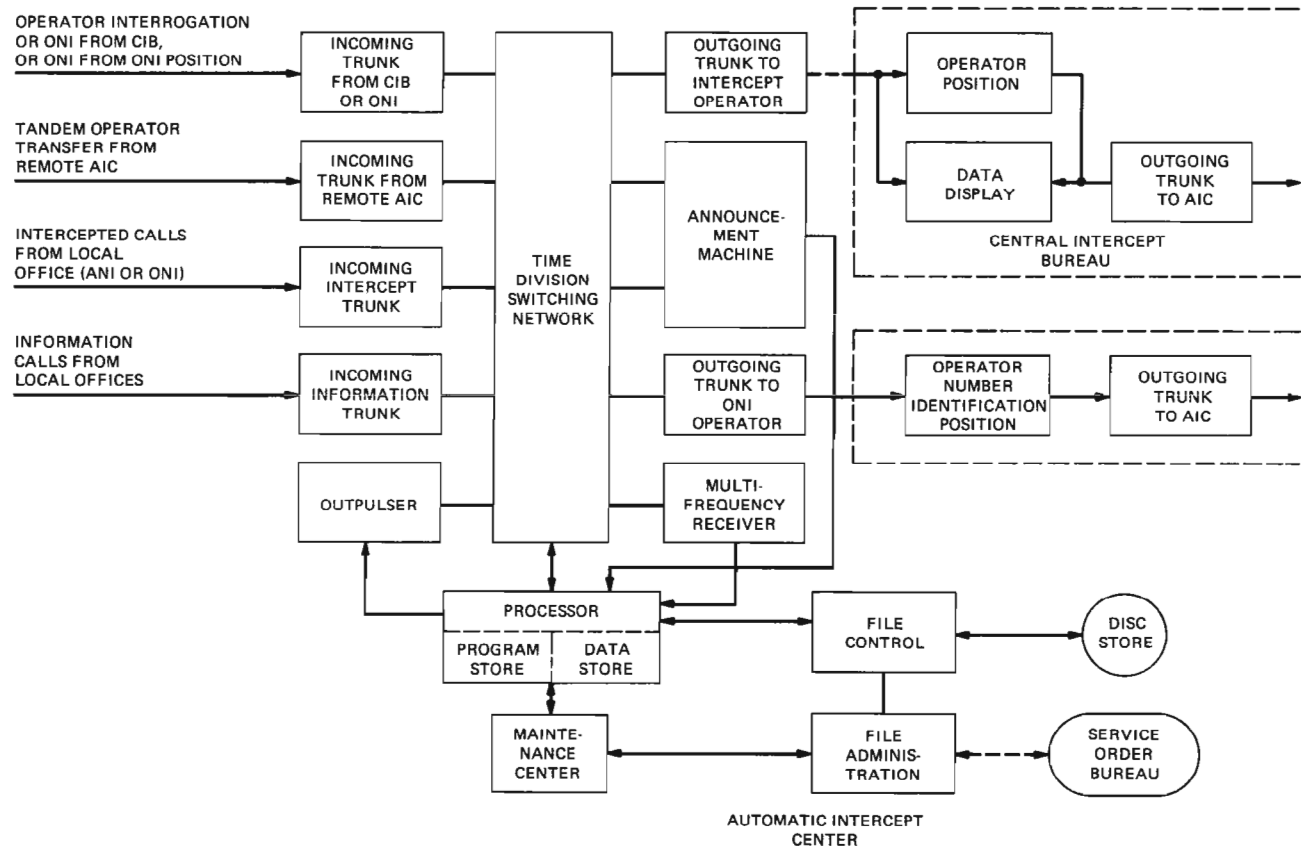 OPERATOR INTERROGATION
OR ONI FROM CIB,
OR ONI FROM ONI POSITION
INCOMING
TRUNK
FROM CIB
OR ONI
OUTGOING
TRUNK TO
INTERCEPT
OPERATOR
OPERATOR
POSITION
TANDEM OPERATOR
TRANSFER FROM
REMOTE AIC
INCOMING
TRUNK FROM
REMOTE AIC
ANNOUNCE-
MENT
MACHINE
DATA
DISPLAY
OUTGOING
TRUNK
TO AIC
CENTRAL INTERCEPT
BUREAU
INTERCEPTED CALLS
FROM LOCAL
OFFICE (ANI OR ONI)
INCOMING
INTERCEPT
TRUNK
TIME
DIVISION
SWITCHING
NETWORK
INFORMATION
CALLS FROM
LOCAL OFFICES
INCOMING
INFORMATION
TRUNK
OUTGOING
TRUNK TO
ONI
OPERATOR
OPERATOR
NUMBER
IDENTIFICATION
POSITION
OUTGOING
TRUNK
TO AIC
OUTPULSER
MULTI-
FREQUENCY
RECEIVER
PROCESSOR
PROGRAM
STORE
DATA
STORE
FILE
CONTROL
DISC
STORE
MAINTE-
NANCE
CENTER
FILE
ADMINIS-
TRATION
SERVICE
ORDER
BUREAU
AUTOMATIC INTERCEPT
CENTER